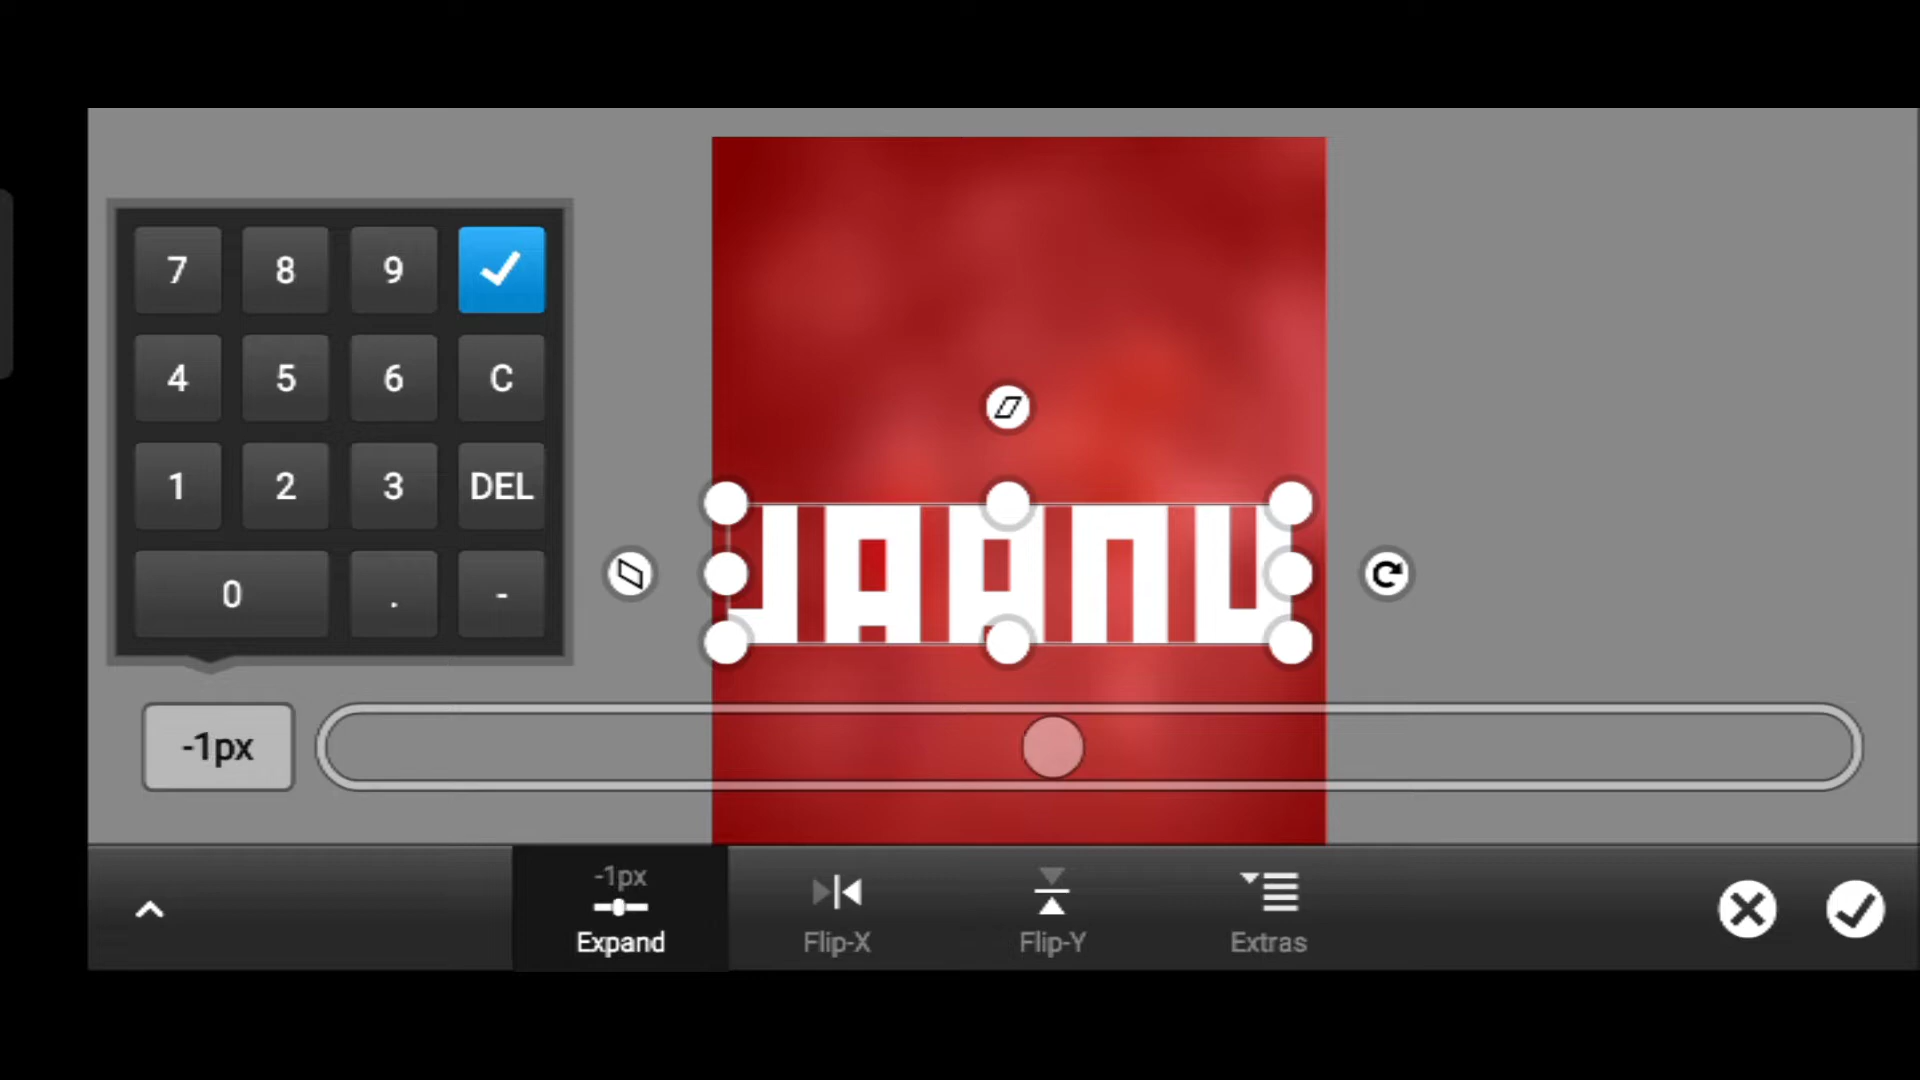 7 8 9
4 5 6 C
1 2 3 DEL
0 . -
JAANU
-1px
-1px
Expand
Flip-X
Flip-Y
Extras